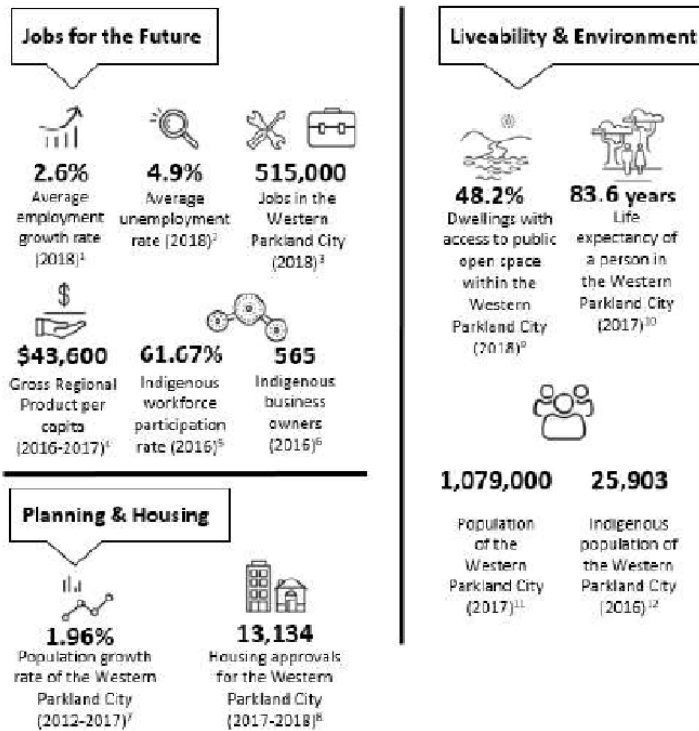 Jobs for the Future
2.6%
Average
employment
growth rate
(2018)¹
4.9%
Average
unemployment
rate (2018)²
515,000
Jobs in the
Western
Parkland City
(2018)³
$43,600
Gross Regional
Product per
capita
(2016-2017)⁴
61.67%
Indigenous
workforce
participation
rate (2016)⁵
565
Indigenous
business
owners
(2016)⁶
Planning & Housing
1.96%
Population growth
rate of the Western
Parkland City
(2012-2017)⁷
13,134
Housing approvals
for the Western
Parkland City
(2017-2018)⁸
Liveability & Environment
48.2%
Dwellings with
access to public
open space
within the
Western
Parkland City
(2018)⁹
83.6 years
Life
expectancy of
a person in
the Western
Parkland City
(2017)¹⁰
1,079,000
Population
of the
Western
Parkland City
(2017)¹¹
25,903
Indigenous
population of
the Western
Parkland City
(2016)¹²